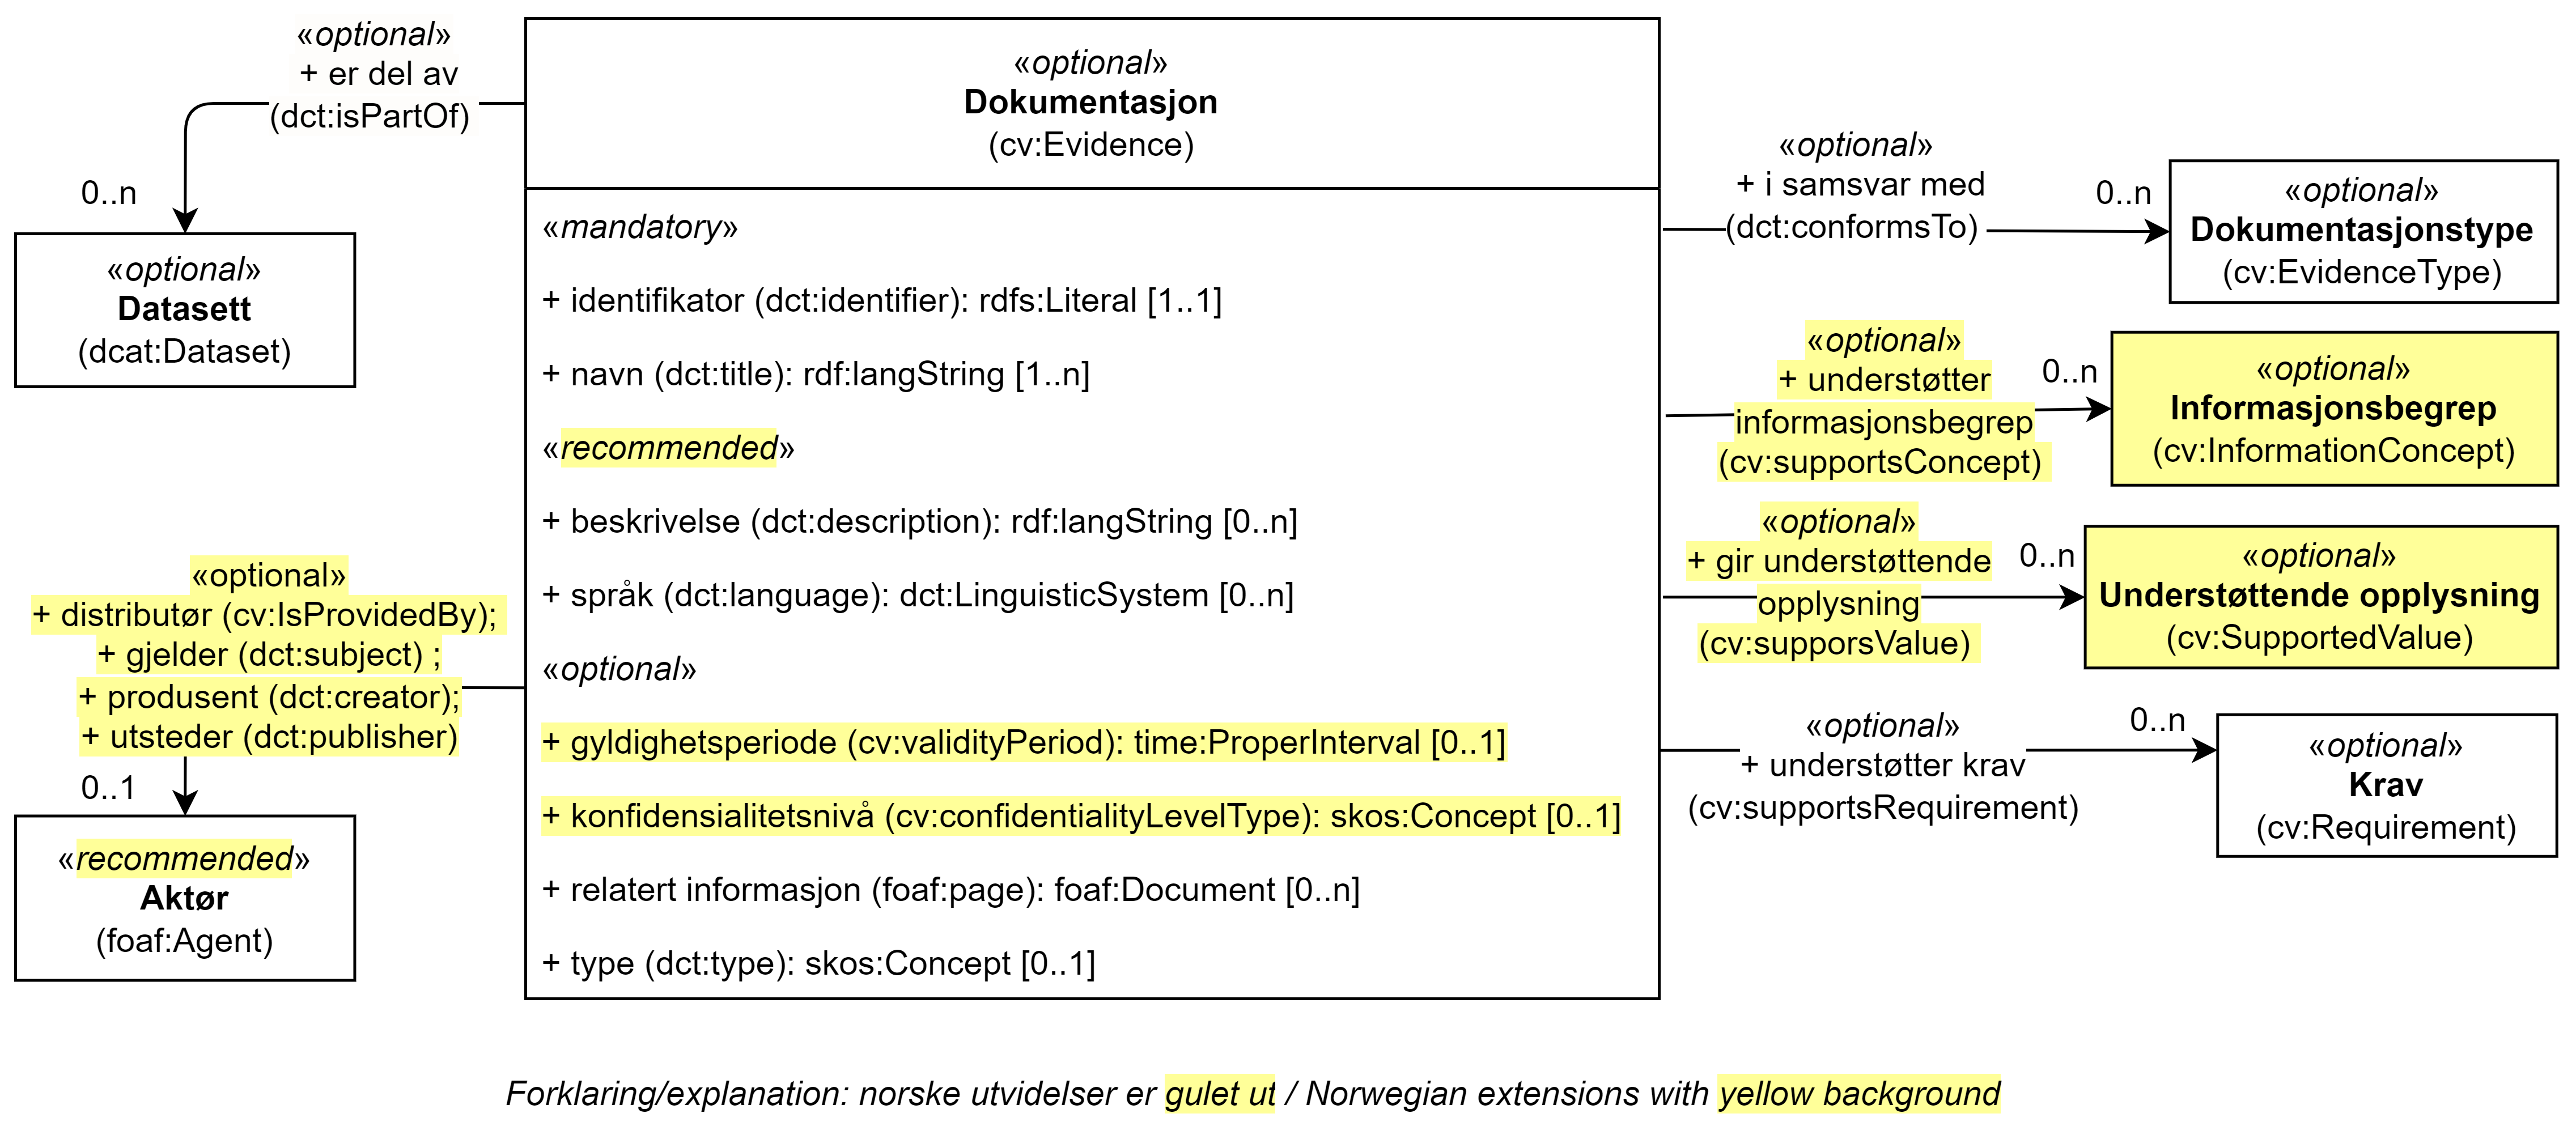 «optional»
+ er del av
(dct:isPartOf)
0..n
«optional»
Datasett
(dcat:Dataset)
«optional»
+ distributør (cv:IsProvidedBy);
+ gjelder (dct:subject) ;
+ produsent (dct:creator);
+ utsteder (dct:publisher)
0..1
«recommended»
Aktør
(foaf:Agent)
«optional»
Dokumentasjon
(cv:Evidence)
«mandatory»
+ identifikator (dct:identifier): rdfs:Literal [1..1]
+ navn (dct:title): rdf:langString [1..n]
«recommended»
+ beskrivelse (dct:description): rdf:langString [0..n]
+ språk (dct:language): dct:LinguisticSystem [0..n]
«optional»
+ gyldighetsperiode (cv:validityPeriod): time:ProperInterval [0..1]
+ konfidensialitetsnivå (cv:confidentialityLevelType): skos:Concept [0..1]
+ relatert informasjon (foaf:page): foaf:Document [0..n]
+ type (dct:type): skos:Concept [0..1]
«optional»
+ i samsvar med
(dct:conformsTo)
0..n
«optional»
Dokumentasjonstype
(cv:EvidenceType)
«optional»
+ understøtter
informasjonsbegrep
(cv:supportsConcept)
0..n
«optional»
Informasjonsbegrep
(cv:InformationConcept)
«optional»
+ gir understøttende
opplysning
(cv:supporsValue)
0..n
«optional»
Understøttende opplysning
(cv:SupportedValue)
«optional»
+ understøtter krav
(cv:supportsRequirement)
0..n
«optional»
Krav
(cv:Requirement)
Forklaring/explanation: norske utvidelser er gulet ut / Norwegian extensions with yellow background